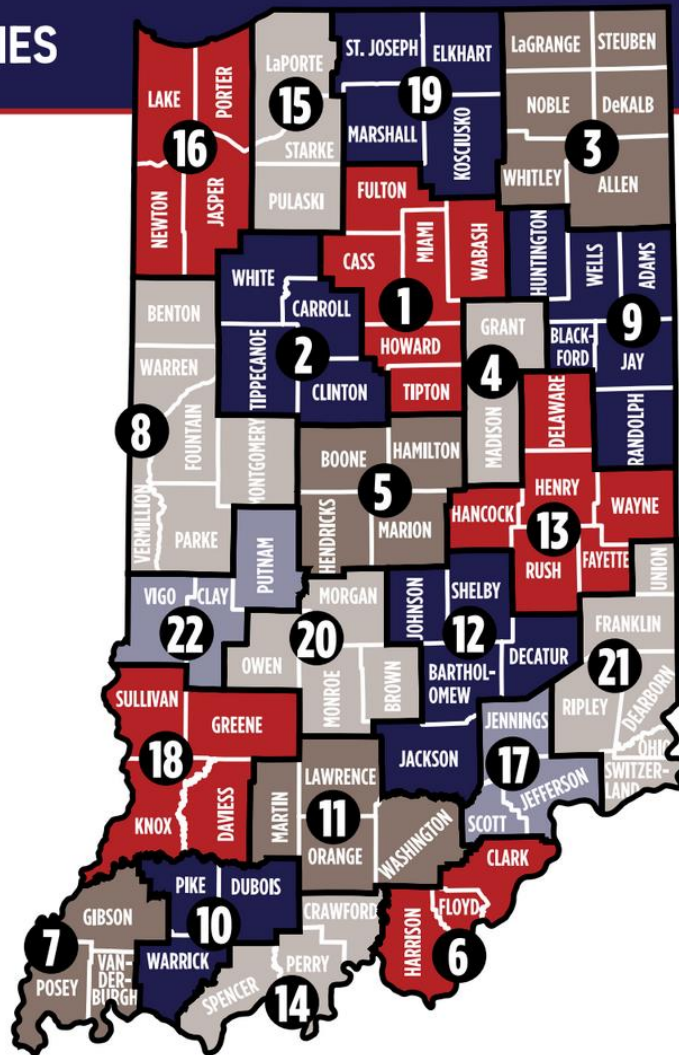 IES
ST. JOSEPH
ELKHART
LaGRANGE
STEUBEN
LaPORTE
LAKE
PORTER
15
19
NOBLE
DeKALB
16
MARSHALL
KOSCIUSKO
3
STARKE
WHITLEY
ALLEN
NEWTON
JASPER
PULASKI
FULTON
MIAMI
WABASH
HUNTINGTON
WELLS
ADAMS
CASS
WHITE
CARROLL
BENTON
1
GRANT
9
BLACK-
FORD
JAY
WARREN
TIPPECANOE
2
HOWARD
4
CLINTON
TIPTON
DELAWARE
RANDOLPH
8
FOUNTAIN
MONTGOMERY
BOONE
HAMILTON
MADISON
HENRY
WAYNE
5
HANCOCK
13
VERMILLION
PARKE
HENDRICKS
MARION
RUSH
FAYETTE
UNION
PUTNAM
VIGO
CLAY
MORGAN
JOHNSON
SHELBY
FRANKLIN
22
20
12
DECATUR
21
OWEN
MONROE
BROWN
BARTHOL-
OMEW
RIPLEY
DEARBORN
SULLIVAN
GREENE
JENNINGS
OHIO
SWITZER-
LAND
18
LAWRENCE
JACKSON
17
JEFFERSON
KNOX
DAVIESS
MARTIN
11
ORANGE
WASHINGTON
SCOTT
CLARK
PIKE
DUBOIS
GIBSON
CRAWFORD
HARRISON
FLOYD
7
10
6
POSEY
VAN-
DER-
BURGH
WARRICK
SPENCER
PERRY
14